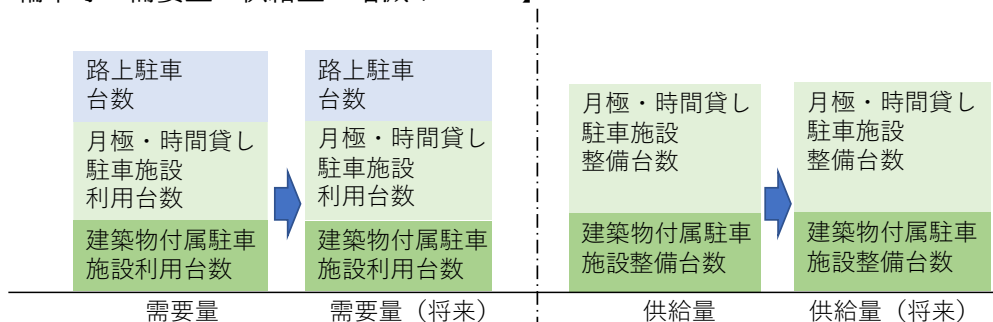 路上駐車
台数
月極・時間貸し
駐車施設
利用台数
建築物付属駐車
施設利用台数
需要量
路上駐車
台数
月極・時間貸し
駐車施設
利用台数
建築物付属駐車
施設利用台数
需要量（将来）
月極・時間貸し
駐車施設
整備台数
建築物付属駐車
施設整備台数
供給量
月極・時間貸し
駐車施設
整備台数
建築物付属駐車
施設整備台数
供給量（将来）